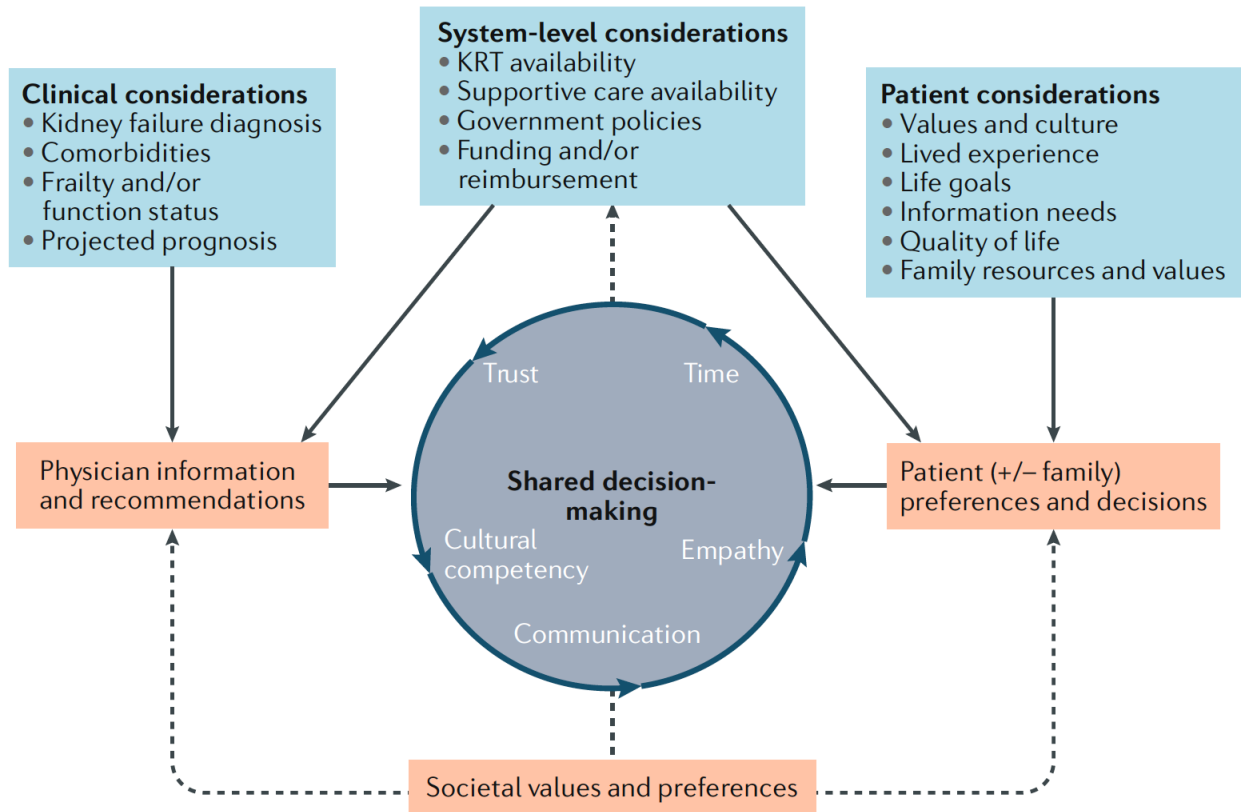 System-level considerations
• KRT availability
• Supportive care availability
• Government policies
• Funding and/or
reimbursement
Clinical considerations
• Kidney failure diagnosis
• Comorbidities
• Frailty and/or
function status
• Projected prognosis
Patient considerations
• Values and culture
• Lived experience
• Life goals
• Information needs
• Quality of life
• Family resources and values
Trust
Time
Physician information
and recommendations
Shared decision-
making
Patient (+/– family)
preferences and decisions
Cultural
competency
Empathy
Communication
Societal values and preferences